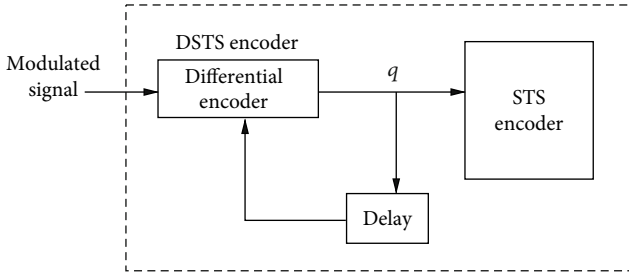 DSTS encoder
Modulated
signal
Differential
encoder
q
STS
encoder
Delay